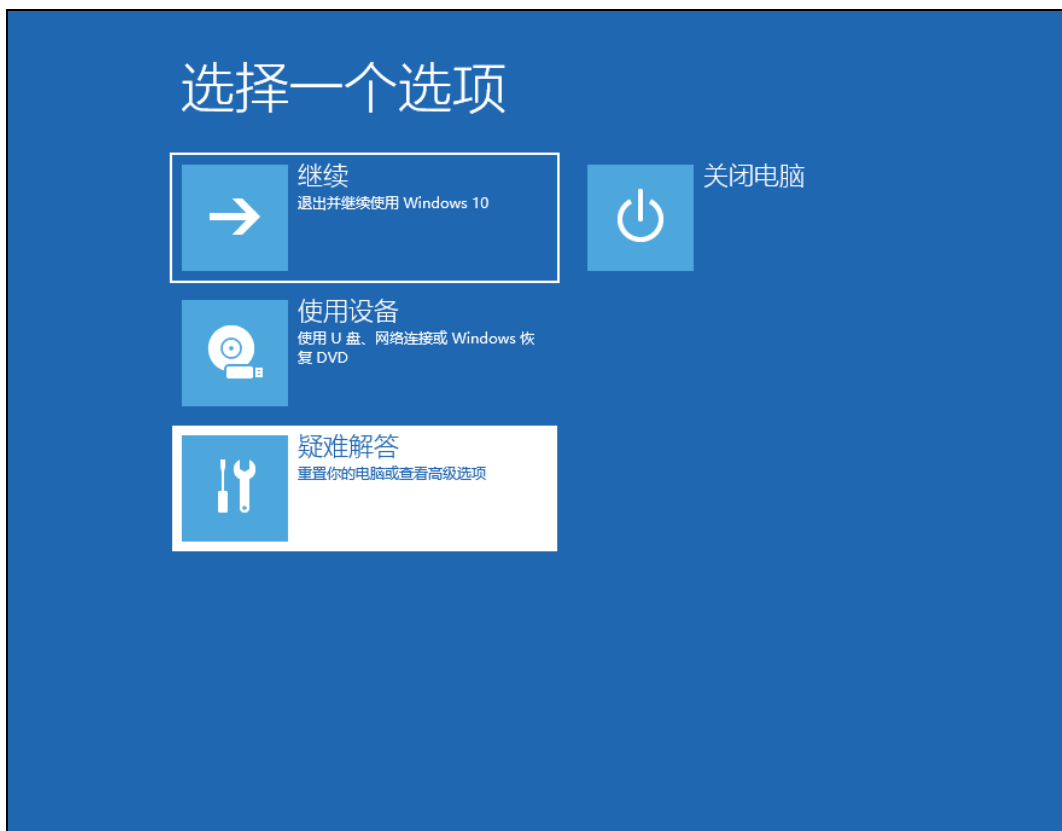 选择一个选项
继续
退出并继续使用 Windows 10
关闭电脑
使用设备
使用 U 盘、网络连接或 Windows 恢
复 DVD
疑难解答
重置你的电脑或查看高级选项